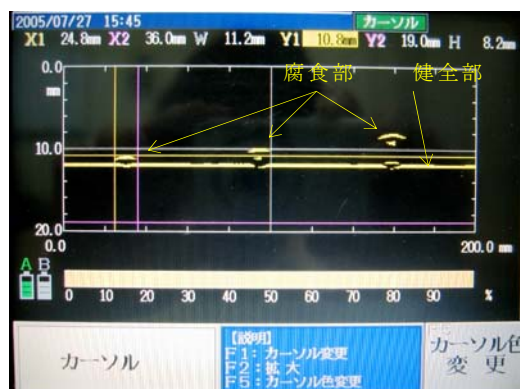 2005/07/27 15:45 カーソル
X1 24.8mm X2 36.0mm W 11.2mm Y1 10.8mm Y2 19.0mm H 8.2mm
0.0
mm
腐食部
健全部
10.0
20.0
0.0 200.0 mm
A B
0 10 20 30 40 50 60 70 80 90 %
カーソル
【説明】
F1：カーソル変更
F2：拡大
F5：カーソル色変更
カーソル色
変更